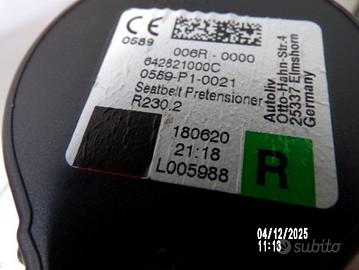 CE
0589
006R - 0000
642821000C
0589-P1-0021
Seatbelt Pretensioner
R230.2
Autoliv
Otto-Hahn-Str.4
25337 Elmshorn
Germany
180620
21:18
L005988
R
04/12/2025
11:13
subito